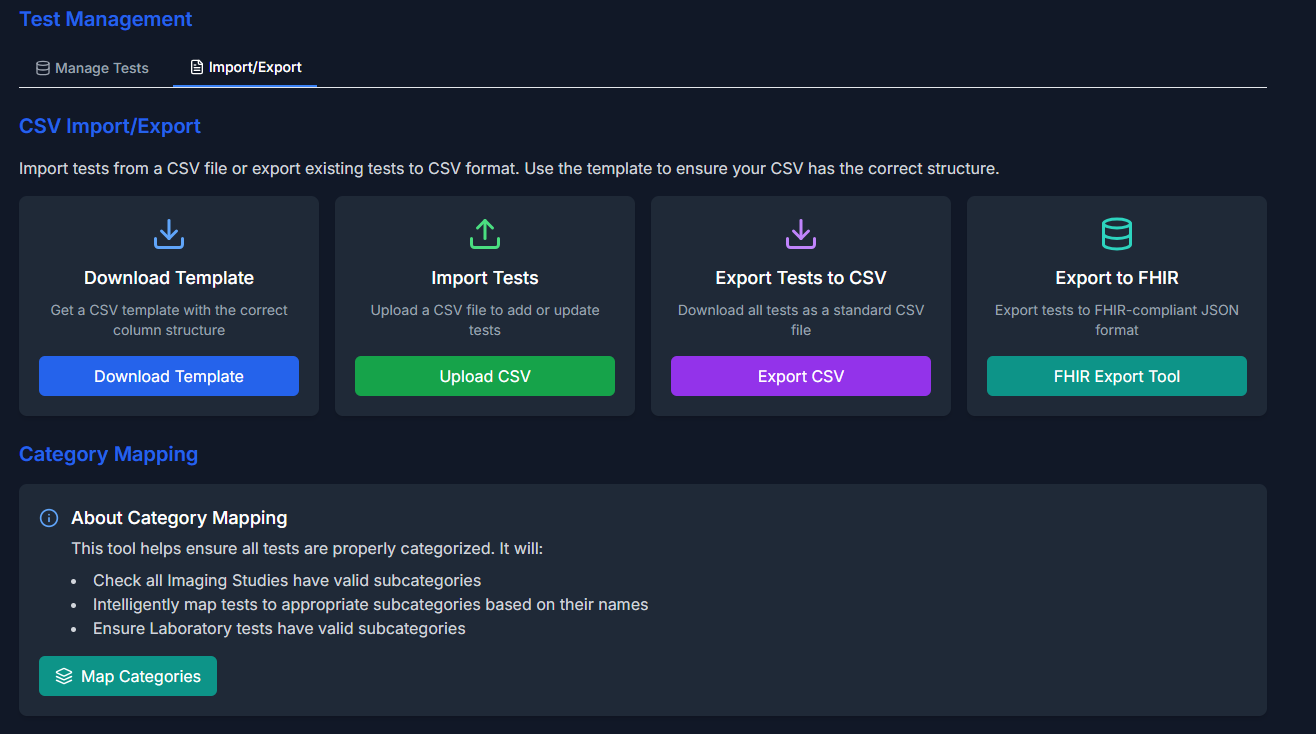 Test Management
Manage Tests
Import/Export
CSV Import/Export
Import tests from a CSV file or export existing tests to CSV format. Use the template to ensure your CSV has the correct structure.
Download Template
Get a CSV template with the correct
column structure
Download Template
Import Tests
Upload a CSV file to add or update
tests
Upload CSV
Export Tests to CSV
Download all tests as a standard CSV
file
Export CSV
Export to FHIR
Export tests to FHIR-compliant JSON
format
FHIR Export Tool
Category Mapping
About Category Mapping
This tool helps ensure all tests are properly categorized. It will:
• Check all Imaging Studies have valid subcategories
• Intelligently map tests to appropriate subcategories based on their names
• Ensure Laboratory tests have valid subcategories
Map Categories